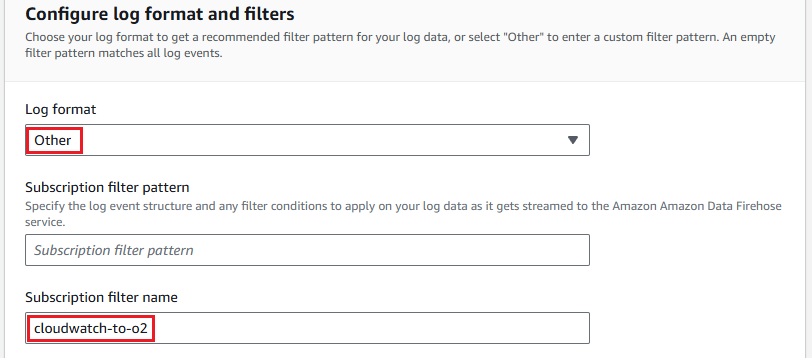 Configure log format and filters
Choose your log format to get a recommended filter pattern for your log data, or select "Other" to enter a custom filter pattern. An empty
filter pattern matches all log events.
Log format
Other
Subscription filter pattern
Specify the log event structure and any filter conditions to apply on your log data as it gets streamed to the Amazon Amazon Data Firehose
service.
Subscription filter pattern
Subscription filter name
cloudwatch-to-o2